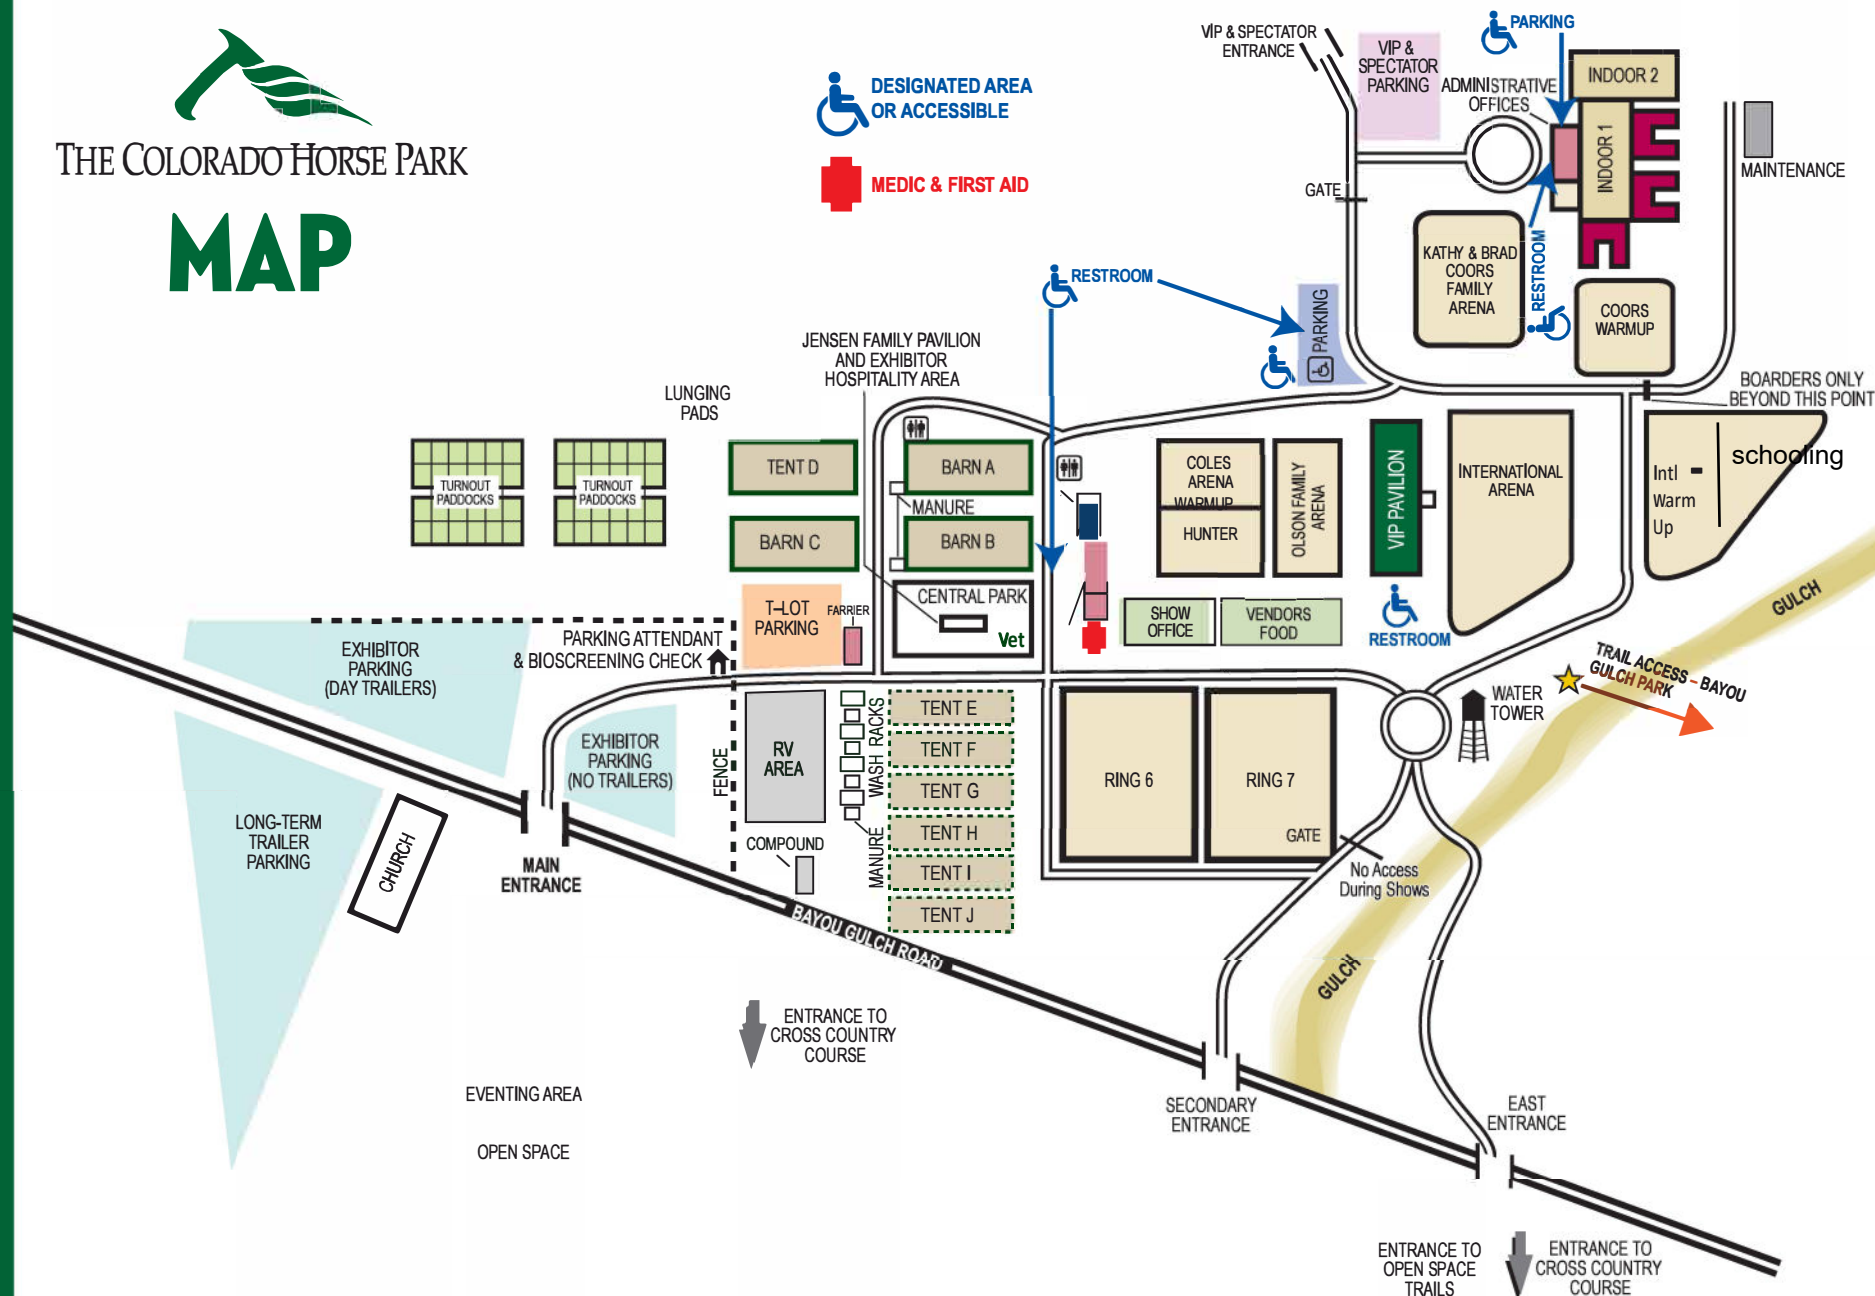 THE COLORADO HORSE PARK
MAP
DESIGNATED AREA
OR ACCESSIBLE
MEDIC & FIRST AID
VIP & SPECTATOR
ENTRANCE
VIP &
SPECTATOR
PARKING
PARKING
ADMINISTRATIVE
OFFICES
INDOOR 2
INDOOR 1
MAINTENANCE
GATE
KATHY & BRAD
COORS
FAMILY
ARENA
RESTROOM
COORS
WARMUP
RESTROOM
PARKING
BOARDERS ONLY
BEYOND THIS POINT
JENSEN FAMILY PAVILION
AND EXHIBITOR
HOSPITALITY AREA
LUNGING
PADS
TURNOUT
PADDOCKS
TURNOUT
PADDOCKS
TENT D
BARN A
MANURE
BARN C
BARN B
COLES
ARENA
WARMUP
HUNTER
OLSON FAMILY
ARENA
VIP PAVILION
INTERNATIONAL
ARENA
Intl -
Warm
Up
schooling
GULCH
T-LOT
PARKING
FARRIER
CENTRAL PARK
Vet
SHOW
OFFICE
VENDORS
FOOD
RESTROOM
EXHIBITOR
PARKING
(DAY TRAILERS)
PARKING ATTENDANT
& BIOSCREENING CHECK
TRAIL ACCESS – BAYOU
GULCH PARK
WATER
TOWER
EXHIBITOR
PARKING
(NO TRAILERS)
FENCE
RV
AREA
WASH RACKS
MANURE
TENT E
TENT F
TENT G
TENT H
TENT I
TENT J
RING 6
RING 7
GATE
No Access
During Shows
LONG-TERM
TRAILER
PARKING
CHURCH
MAIN
ENTRANCE
COMPOUND
BAYOU GULCH ROAD
GULCH
ENTRANCE TO
CROSS COUNTRY
COURSE
EVENTING AREA
OPEN SPACE
SECONDARY
ENTRANCE
EAST
ENTRANCE
ENTRANCE TO
OPEN SPACE
TRAILS
ENTRANCE TO
CROSS COUNTRY
COURSE